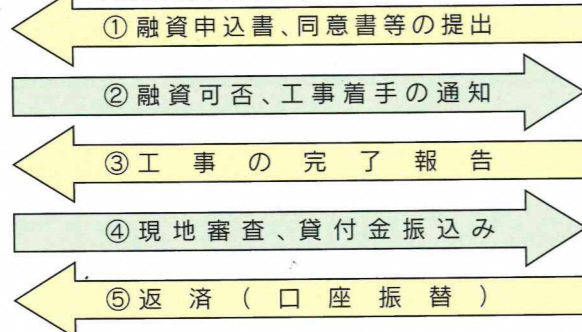 ①融資申込書、同意書等の提出
②融資可否、工事着手の通知
③工事の完了報告
④現地審査、貸付金振込み
⑤返済(口座振替)